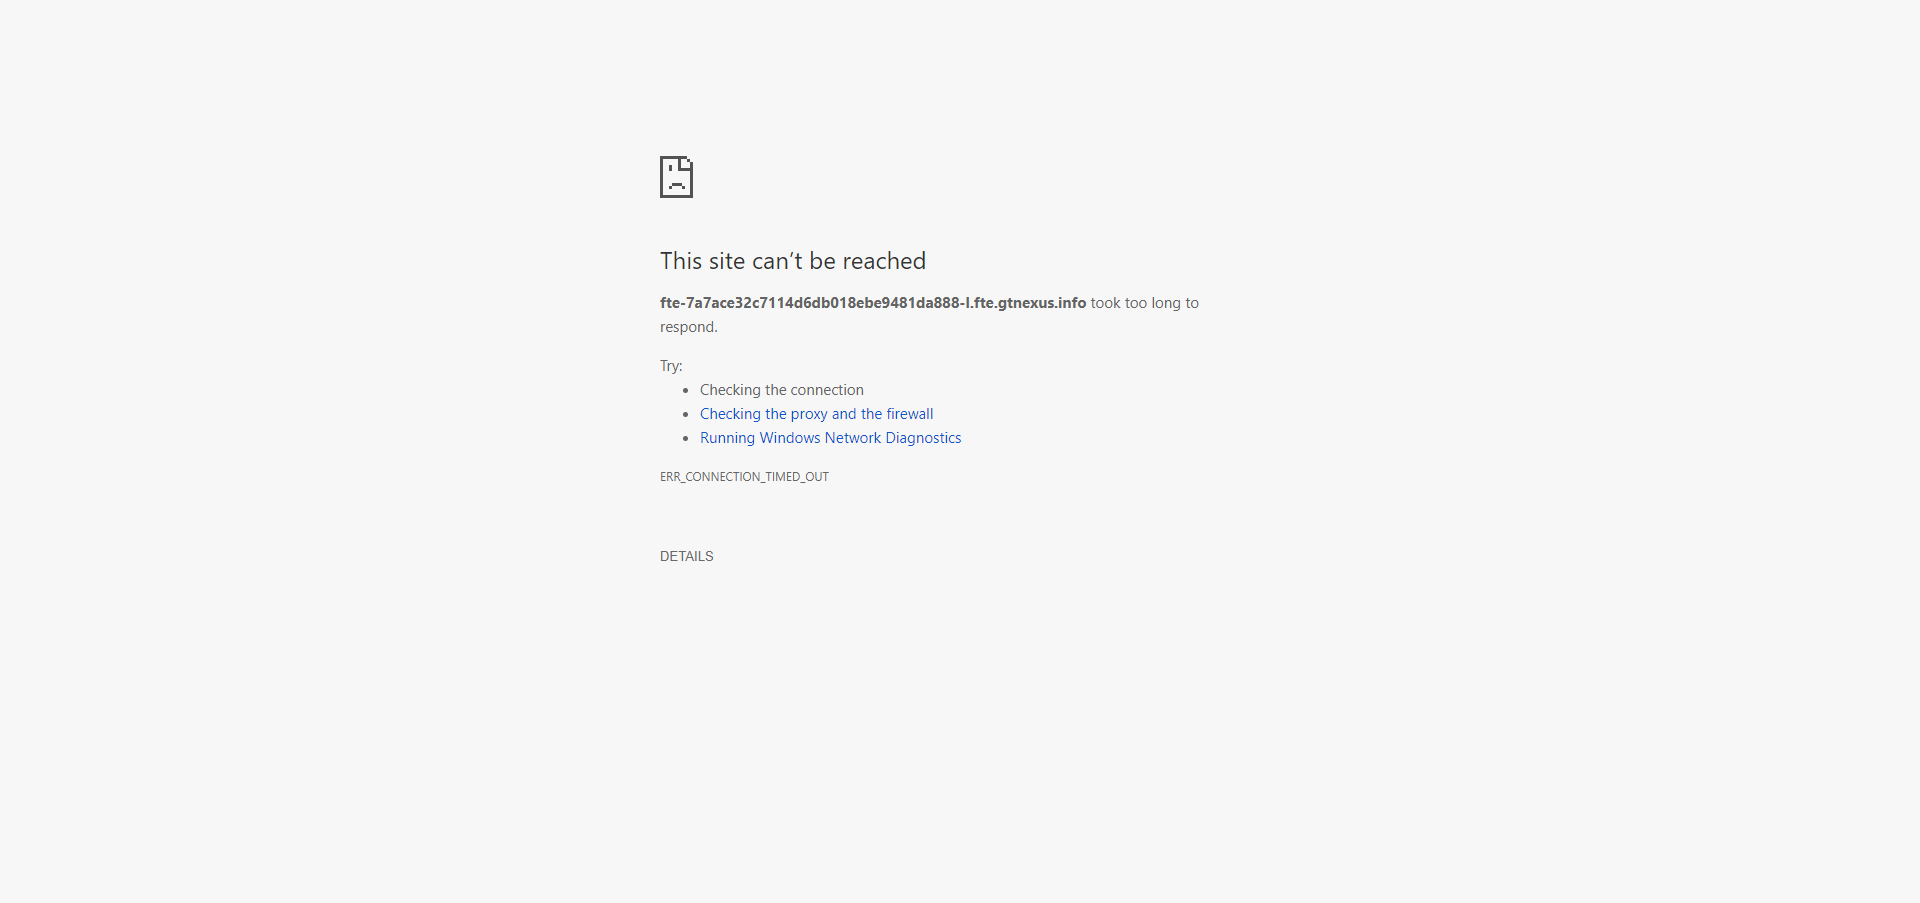 This site can’t be reached
fte-7a7ace32c7114d6db018ebe9481da888-l.fte.gtnexus.info took too long to
respond.
Try:
• Checking the connection
• Checking the proxy and the firewall
• Running Windows Network Diagnostics
ERR_CONNECTION_TIMED_OUT
DETAILS